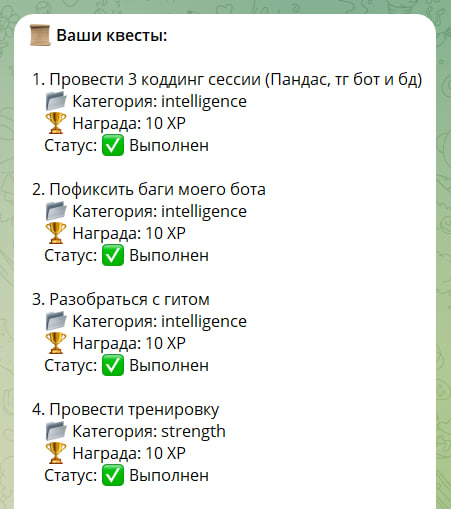 Ваши квесты:
1. Провести 3 коддинг сессии (Пандас, тг бот и бд)
Категория: intelligence
Награда: 10 XP
Статус: ✅ Выполнен
2. Пофиксить баги моего бота
Категория: intelligence
Награда: 10 XP
Статус: ✅ Выполнен
3. Разобраться с гитом
Категория: intelligence
Награда: 10 XP
Статус: ✅ Выполнен
4. Провести тренировку
Категория: strength
Награда: 10 XP
Статус: ✅ Выполнен